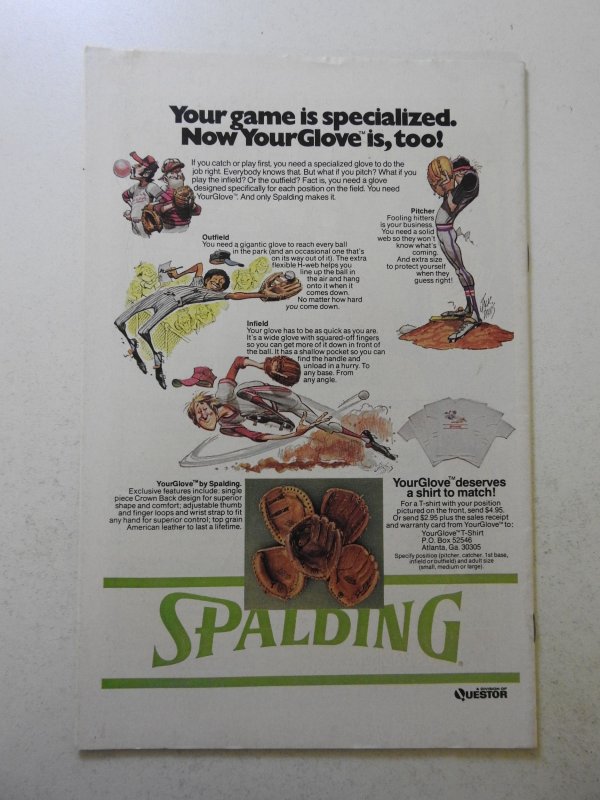 Your game is specialized.
Now YourGlove™ is, too!
If you catch or play first, you need a specialized glove to do the
job right. Everybody knows that. But what if you pitch? What if you
play the infield? Or the outfield? Fact is, you need a glove
designed specifically for each position on the field. You need
YourGlove™. And only Spalding makes it.
Pitcher
Fooling hitters
is your business.
You need a solid
web so they won't
know what's
coming.
And extra size
to protect yourself
when they
guess right!
Outfield
You need a gigantic glove to reach every ball
in the park (and an occasional one that's
on its way out of it). The extra
flexible H-web helps you
line up the ball in
the air and hang
onto it when it
comes down.
No matter how hard
you come down.
Infield
Your glove has to be as quick as you are.
It's a wide glove with squared-off fingers
so you can get more of it down in front of
the ball. It has a shallow pocket so you can
find the handle and
unload in a hurry. To
any base. From
any angle.
YourGlove™ by Spalding.
Exclusive features include: single
piece Crown Back design for superior
shape and comfort; adjustable thumb
and finger loops and wrist strap to fit
any hand for superior control; top grain
American leather to last a lifetime.
YourGlove™ deserves
a shirt to match!
For a T-shirt with your position
pictured on the front, send $4.95.
Or send $2.95 plus the sales receipt
and warranty card from YourGlove™ to:
YourGlove™ T-Shirt
P.O. Box 52546
Atlanta, Ga. 30305
Specify position (pitcher, catcher, 1st base,
infield or outfield) and adult size
(small, medium or large).
SPALDING®
A DIVISION OF
QUESTOR